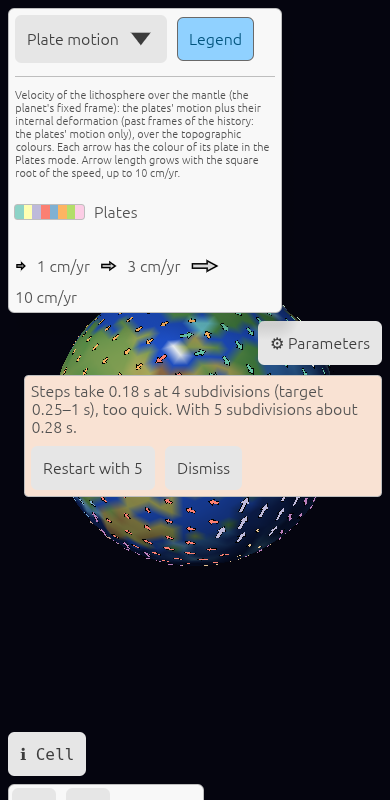 Plate motion
Legend
Velocity of the lithosphere over the mantle (the
planet's fixed frame): the plates' motion plus their
internal deformation (past frames of the history:
the plates' motion only), over the topographic
colours. Each arrow has the colour of its plate in the
Plates mode. Arrow length grows with the square
root of the speed, up to 10 cm/yr.
Plates
1 cm/yr
3 cm/yr
10 cm/yr
⚙ Parameters
Steps take 0.18 s at 4 subdivisions (target
0.25–1 s), too quick. With 5 subdivisions about
0.28 s.
Restart with 5
Dismiss
ℹ Cell